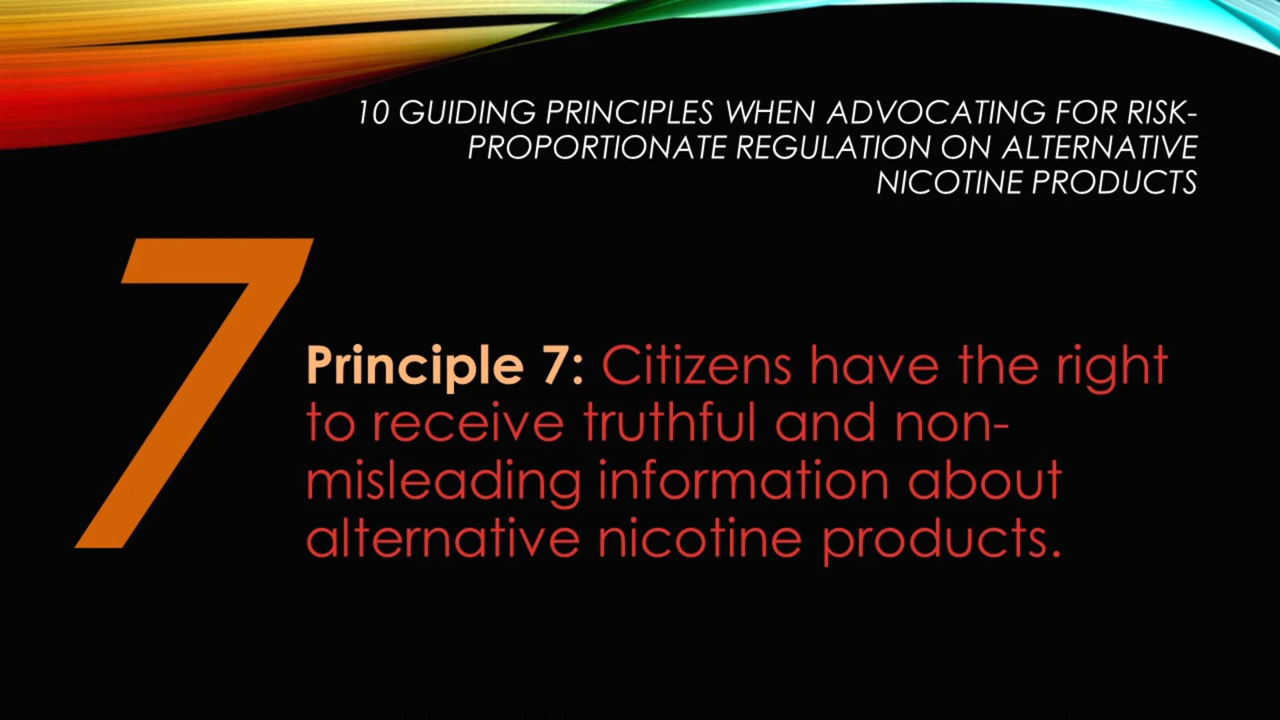 10 GUIDING PRINCIPLES WHEN ADVOCATING FOR RISK-
PROPORTIONATE REGULATION ON ALTERNATIVE
NICOTINE PRODUCTS
7
Principle 7: Citizens have the right
to receive truthful and non-
misleading information about
alternative nicotine products.